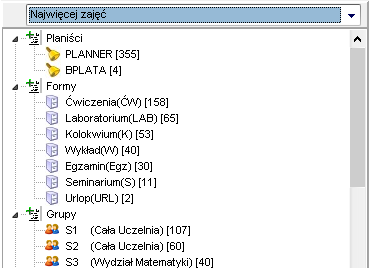 Najwięcej zajęć
Planiści
PLANNER [355]
BPLATA [4]
Formy
Ćwiczenia(ĆW) [158]
Laboratorium(LAB) [65]
Kolokwium(K) [53]
Wykład(W) [40]
Egzamin(Egz) [30]
Seminarium(S) [11]
Urlop(URL) [2]
Grupy
S1 (Cała Uczelnia) [107]
S2 (Cała Uczelnia) [60]
S3 (Wydział Matematyki) [40]